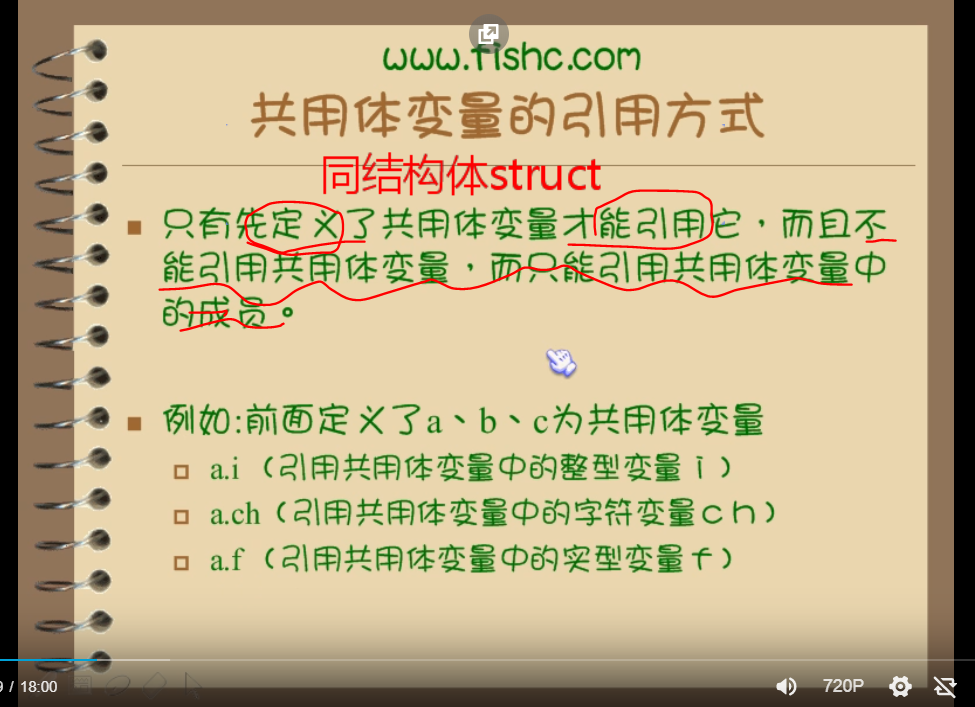 www.fishc.com
共用体变量的引用方式
同结构体struct
只有先定义了共用体变量才能引用它，而且不
能引用共用体变量，而只能引用共用体变量中
的成员。
例如:前面定义了a、b、c为共用体变量
a.i （引用共用体变量中的整型变量ｉ）
a.ch（引用共用体变量中的字符变量ｃｈ）
a.f （引用共用体变量中的实型变量ｆ）
/ 18:00
720P